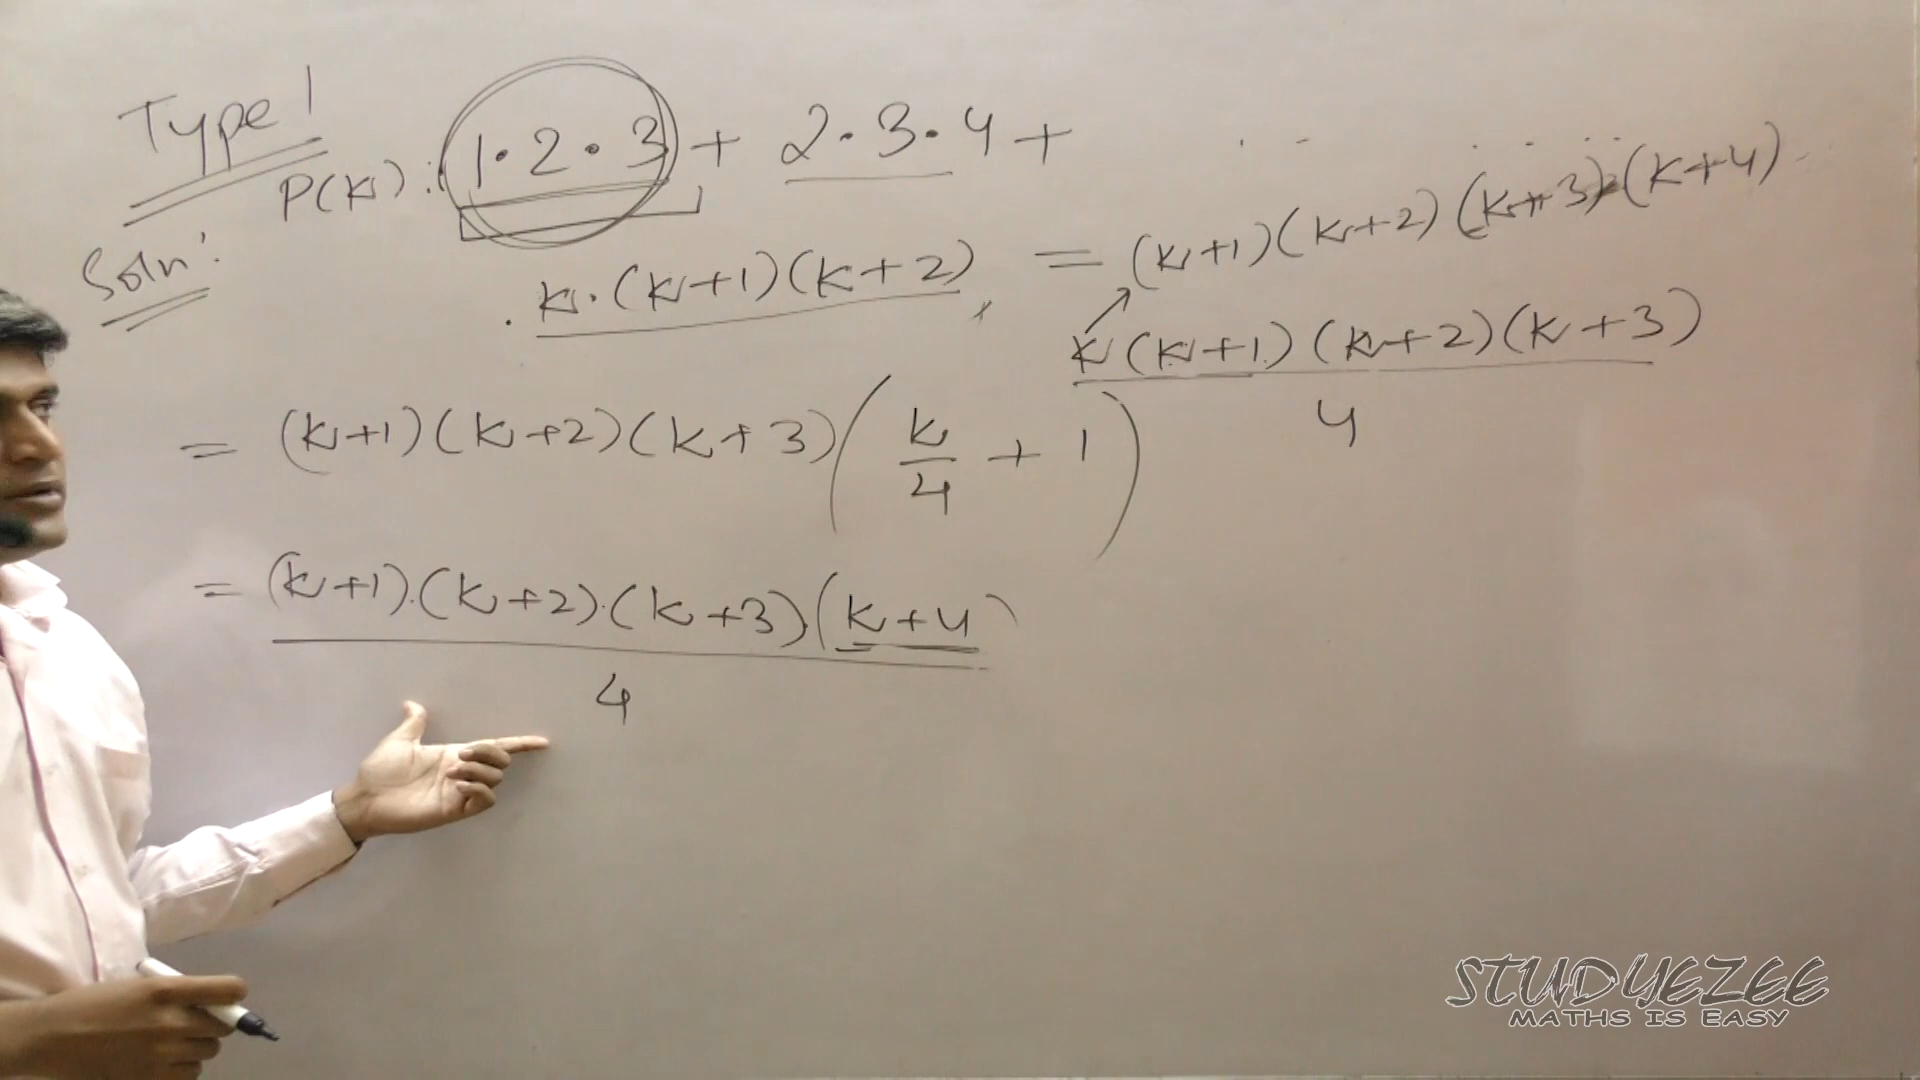 Type 1
P(k) : 1·2·3 + 2·3·4 + . . . . . .
Soln:
. k·(k+1)(k+2), = (k+1)(k+2)(k+3)·(k+4)
k(k+1)(k+2)(k+3)
4
= (k+1)(k+2)(k+3)(k/4 + 1)
= (k+1).(k+2).(k+3)(k+4)
4
STUDYEZEE
MATHS IS EASY